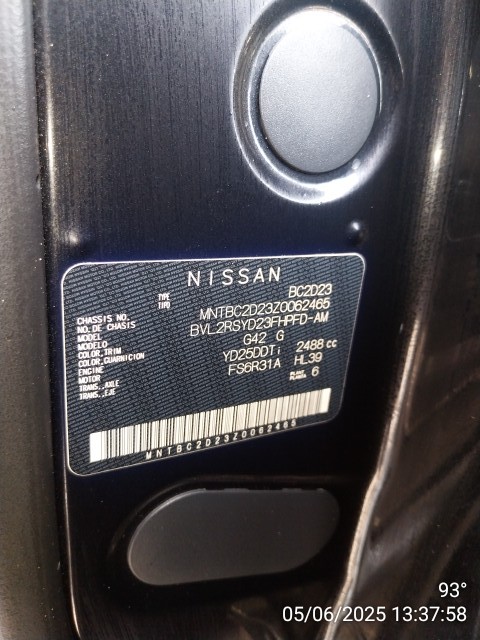 NISSAN
TYPE
TIPO BC2D23
CHASSIS NO.
NO. DE CHASIS MNTBC2D23Z0062465
MODEL
MODELO BVL2RSYD23FHPFD-AM
COLOR,TRIM
COLOR,GUARNICION G42 G
ENGINE
MOTOR YD25DDTi 2488 cc
TRANS.,AXLE
TRANS.,EJE FS6R31A HL39
PLANT
PLANTA 6
MNTBC2D23Z0062465
93°
05/06/2025 13:37:58